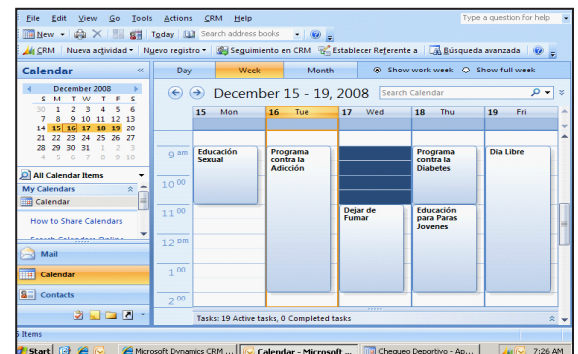 File Edit View Go Tools Actions CRM Help Type a question for help
New Today Search address books
CRM Nueva actividad Nuevo registro Seguimiento en CRM Establecer Referente a Búsqueda avanzada
Calendar Day Week Month Show work week Show full week
December 2008
S M T W T F S
30 1 2 3 4 5 6
7 8 9 10 11 12 13
14 15 16 17 18 19 20
21 22 23 24 25 26 27
28 29 30 31 1 2 3
4 5 6 7 8 9 10
December 15 - 19, 2008 Search Calendar
15 Mon 16 Tue 17 Wed 18 Thu 19 Fri
9 am
10 00
11 00
12 pm
1 00
2 00
Educación
Sexual
Programa
contra la
Adicción
Dejar de
Fumar
Programa
contra la
Diabetes
Educación
para Paras
Jovenes
Dia Libre
All Calendar Items
My Calendars
Calendar
How to Share Calendars
Search Calendars Online
Mail
Calendar
Contacts
Tasks: 19 Active tasks, 0 Completed tasks
Items
Start Microsoft Dynamics CRM ... Calendar - Microsoft ... Chequeo Deportivo - Ap... 7:26 AM